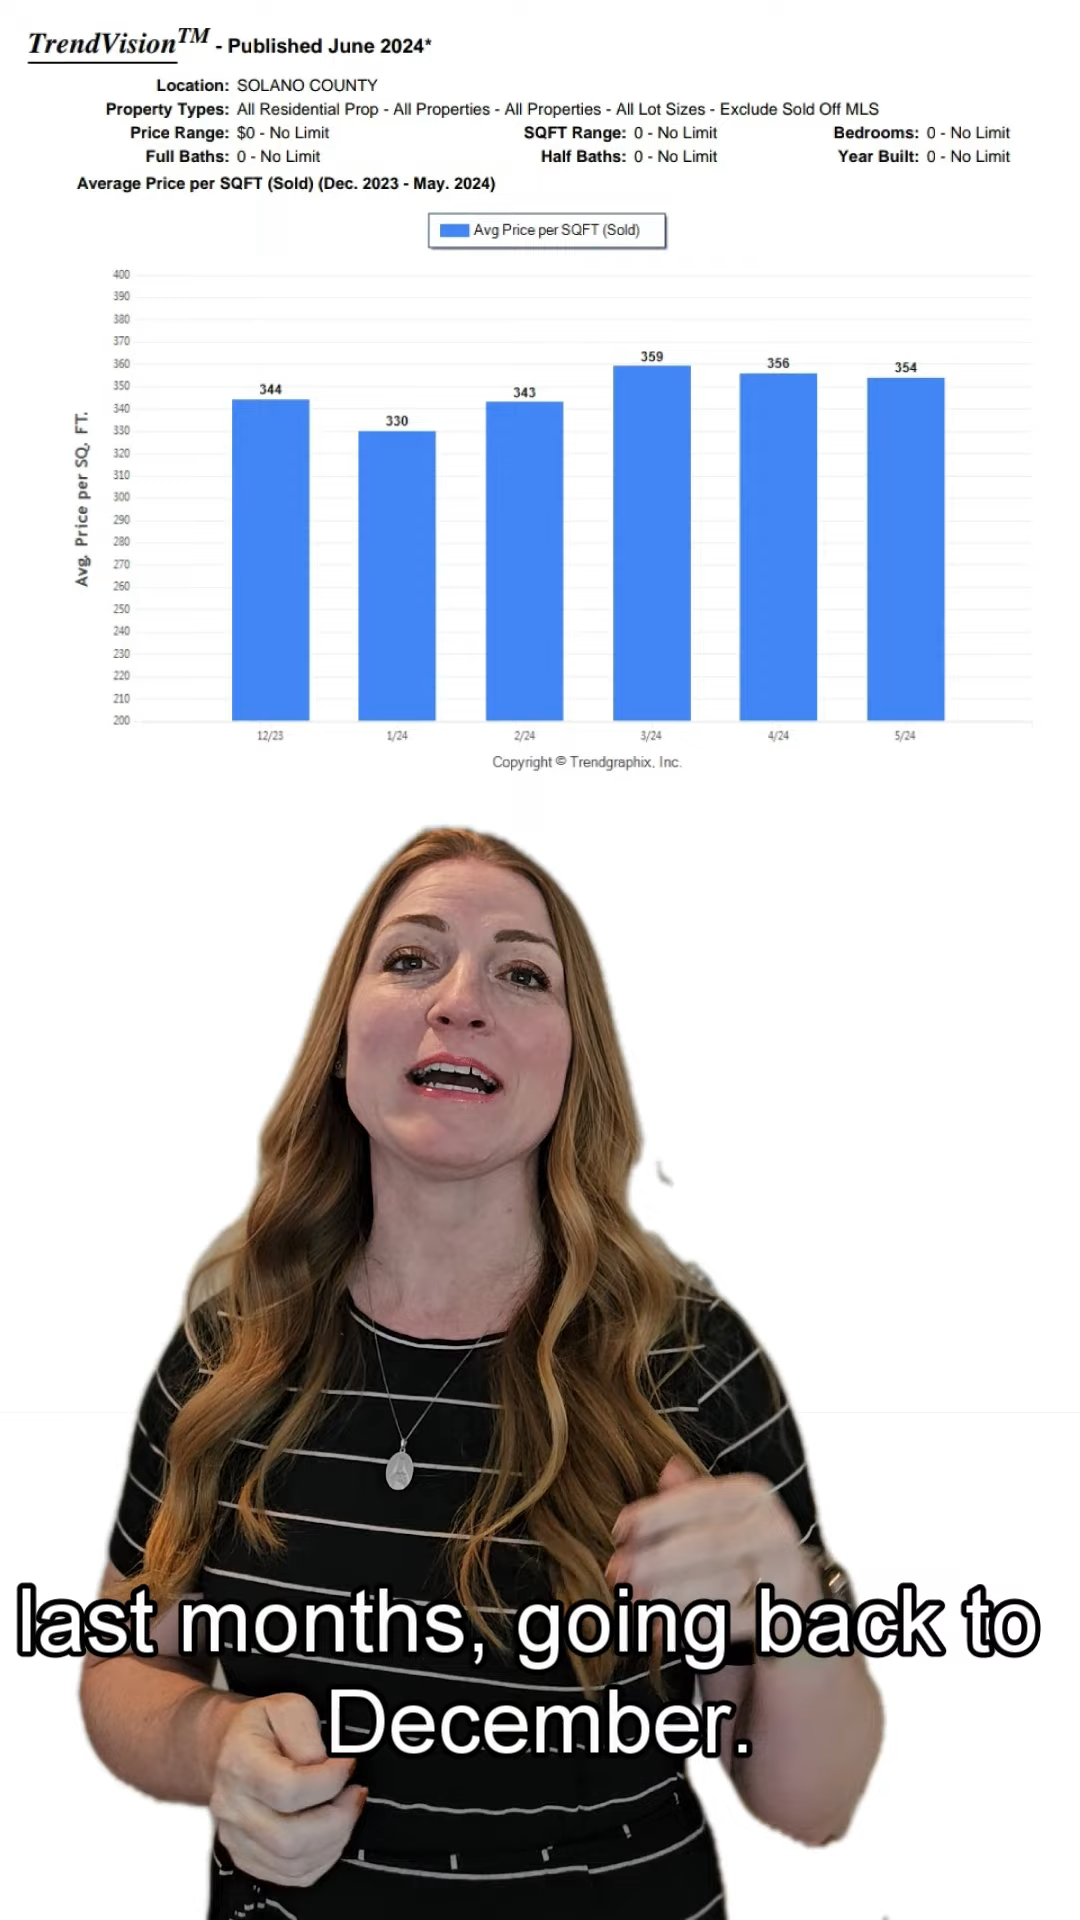 TrendVision™ - Published June 2024*
Location: SOLANO COUNTY
Property Types: All Residential Prop - All Properties - All Properties - All Lot Sizes - Exclude Sold Off MLS
Price Range: $0 - No Limit SQFT Range: 0 - No Limit Bedrooms: 0 - No Limit
Full Baths: 0 - No Limit Half Baths: 0 - No Limit Year Built: 0 - No Limit
Average Price per SQFT (Sold) (Dec. 2023 - May. 2024)
Avg Price per SQFT (Sold)
Avg. Price per SQ. FT.
400
390
380
370
360
350
340
330
320
310
300
290
280
270
260
250
240
230
220
210
200
344 330 343 359 356 354
12/23 1/24 2/24 3/24 4/24 5/24
Copyright © Trendgraphix, Inc.
last months, going back to
December.